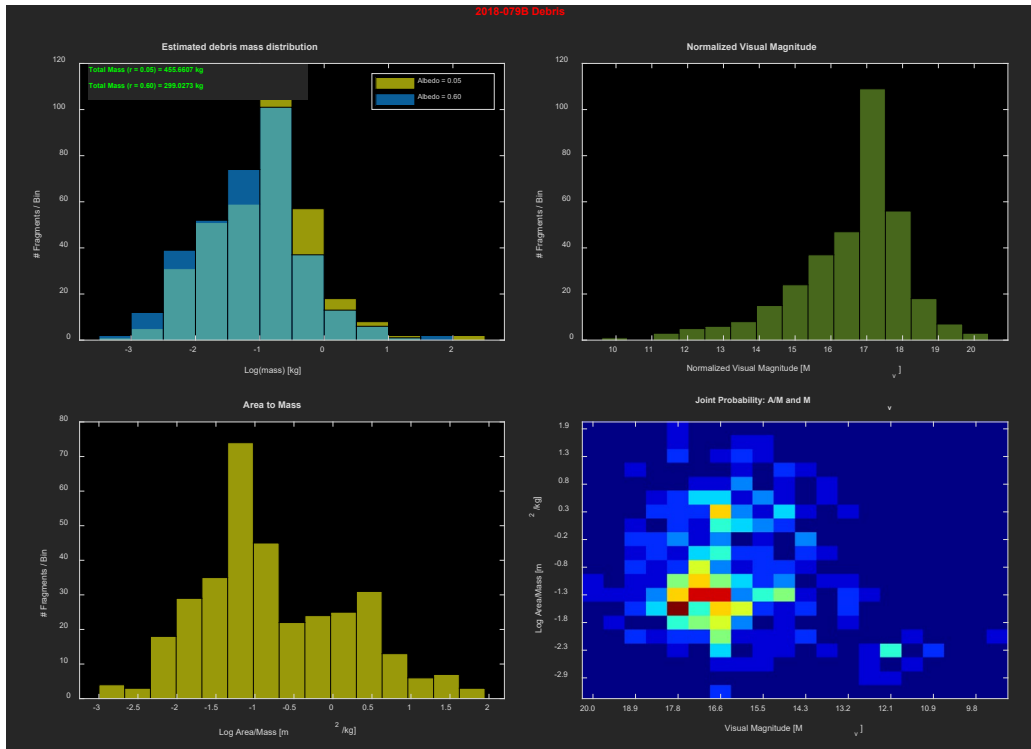 2018-079B Debris
Estimated debris mass distribution
Total Mass (r = 0.05) = 455.6607 kg
Total Mass (r = 0.60) = 299.0273 kg
Albedo = 0.05
Albedo = 0.60
# Fragments / Bin
120
100
80
60
40
20
0
-3 -2 -1 0 1 2
Log(mass) [kg]
Normalized Visual Magnitude
# Fragments / Bin
120
100
80
60
40
20
0
10 11 12 13 14 15 16 17 18 19 20
Normalized Visual Magnitude [M v ]
Area to Mass
# Fragments / Bin
80
70
60
50
40
30
20
10
0
-3 -2.5 -2 -1.5 -1 -0.5 0 0.5 1 1.5 2
Log Area/Mass [m 2 /kg]
Joint Probability: A/M and M v
Log Area/Mass [m 2 /kg]
1.9
1.3
0.8
0.3
-0.2
-0.8
-1.3
-1.8
-2.3
-2.9
20.0 18.9 17.8 16.6 15.5 14.3 13.2 12.1 10.9 9.8
Visual Magnitude [M v ]